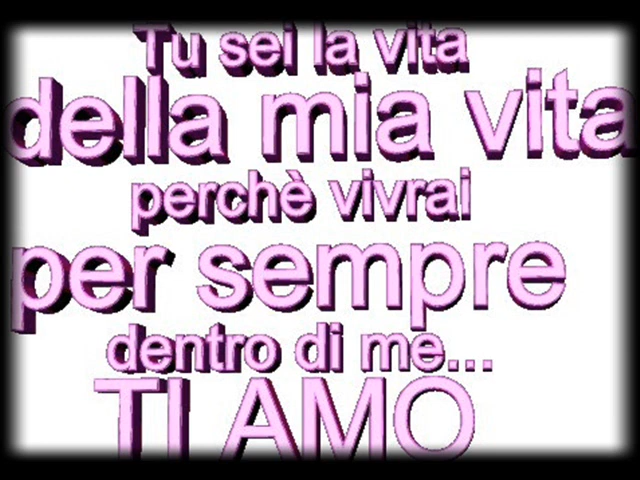 Tu sei la vita
della mia vita
perchè vivrai
per sempre
dentro di me...
TI AMO